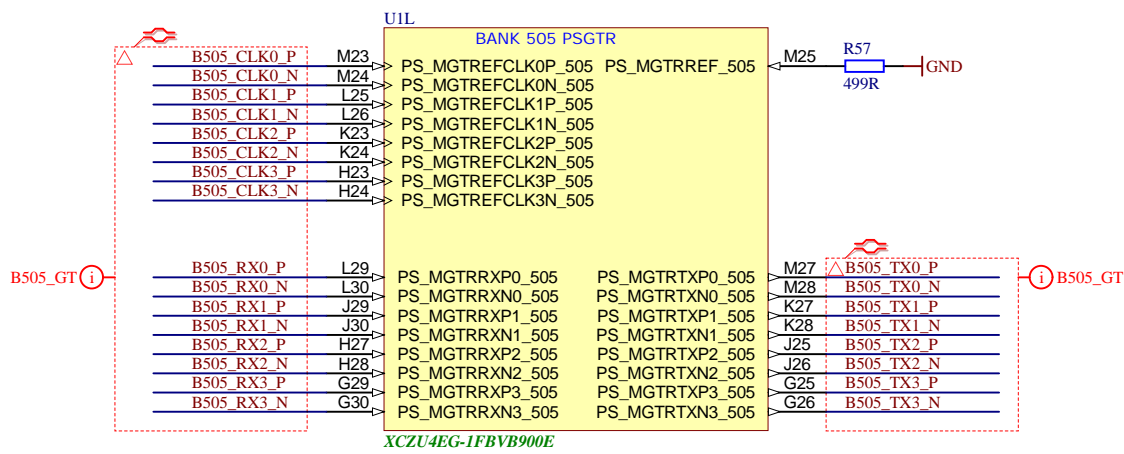 U1L
BANK 505 PSGTR
B505_CLK0_P M23 PS_MGTREFCLK0P_505 PS_MGTRREF_505 M25 R57 GND
499R
B505_CLK0_N M24 PS_MGTREFCLK0N_505
B505_CLK1_P L25 PS_MGTREFCLK1P_505
B505_CLK1_N L26 PS_MGTREFCLK1N_505
B505_CLK2_P K23 PS_MGTREFCLK2P_505
B505_CLK2_N K24 PS_MGTREFCLK2N_505
B505_CLK3_P H23 PS_MGTREFCLK3P_505
B505_CLK3_N H24 PS_MGTREFCLK3N_505
B505_GT i
B505_RX0_P L29 PS_MGTRRXP0_505 PS_MGTRTXP0_505 M27 B505_TX0_P
i B505_GT
B505_RX0_N L30 PS_MGTRRXN0_505 PS_MGTRTXN0_505 M28 B505_TX0_N
B505_RX1_P J29 PS_MGTRRXP1_505 PS_MGTRTXP1_505 K27 B505_TX1_P
B505_RX1_N J30 PS_MGTRRXN1_505 PS_MGTRTXN1_505 K28 B505_TX1_N
B505_RX2_P H27 PS_MGTRRXP2_505 PS_MGTRTXP2_505 J25 B505_TX2_P
B505_RX2_N H28 PS_MGTRRXN2_505 PS_MGTRTXN2_505 J26 B505_TX2_N
B505_RX3_P G29 PS_MGTRRXP3_505 PS_MGTRTXP3_505 G25 B505_TX3_P
B505_RX3_N G30 PS_MGTRRXN3_505 PS_MGTRTXN3_505 G26 B505_TX3_N
XCZU4EG-1FBVB900E